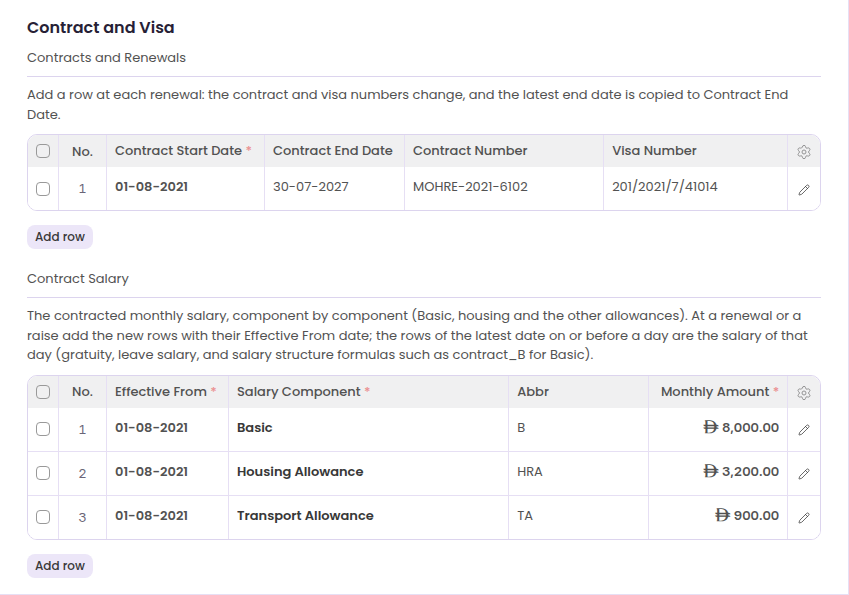 Contract and Visa
Contracts and Renewals
Add a row at each renewal: the contract and visa numbers change, and the latest end date is copied to Contract End
Date.
No. Contract Start Date * Contract End Date Contract Number Visa Number
1 01-08-2021 30-07-2027 MOHRE-2021-6102 201/2021/7/41014
Add row
Contract Salary
The contracted monthly salary, component by component (Basic, housing and the other allowances). At a renewal or a
raise add the new rows with their Effective From date; the rows of the latest date on or before a day are the salary of that
day (gratuity, leave salary, and salary structure formulas such as contract_B for Basic).
No. Effective From * Salary Component * Abbr Monthly Amount *
1 01-08-2021 Basic B 8,000.00
2 01-08-2021 Housing Allowance HRA 3,200.00
3 01-08-2021 Transport Allowance TA 900.00
Add row